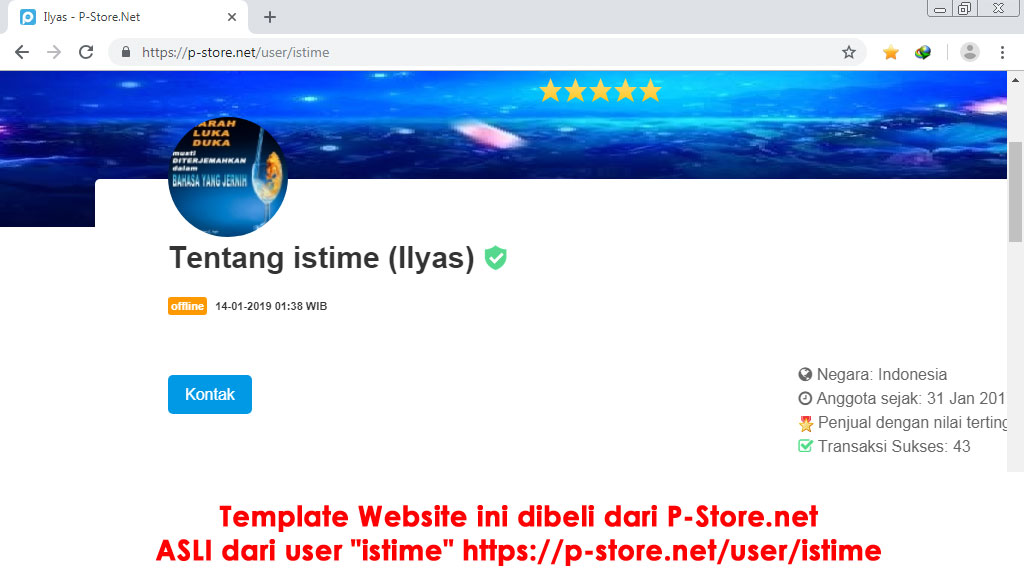 Ilyas - P-Store.Net
https://p-store.net/user/istime
ARAH
LUKA
DUKA
musti
DITERJEMAHKAN
dalam
BAHASA YANG JERNIH
Tentang istime (Ilyas)
offline 14-01-2019 01:38 WIB
Kontak
Negara: Indonesia
Anggota sejak: 31 Jan 201
Penjual dengan nilai terting
Transaksi Sukses: 43
Template Website ini dibeli dari P-Store.net
ASLI dari user "istime" https://p-store.net/user/istime